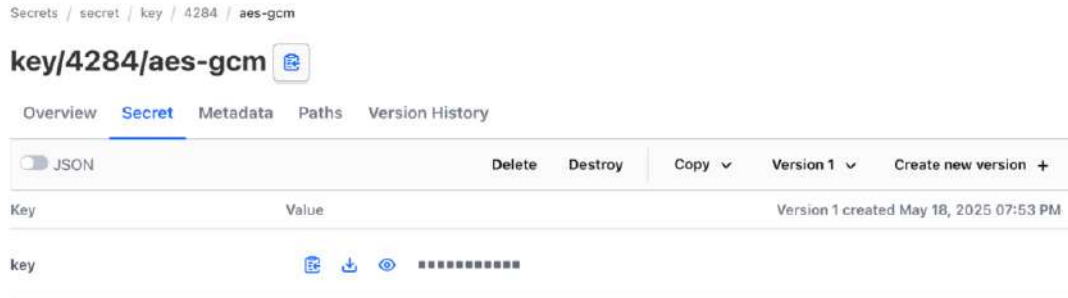 Secrets / secret / key / 4284 / aes-gcm
key/4284/aes-gcm
Overview Secret Metadata Paths Version History
JSON Delete Destroy Copy Version 1 Create new version +
Key Value Version 1 created May 18, 2025 07:53 PM
key